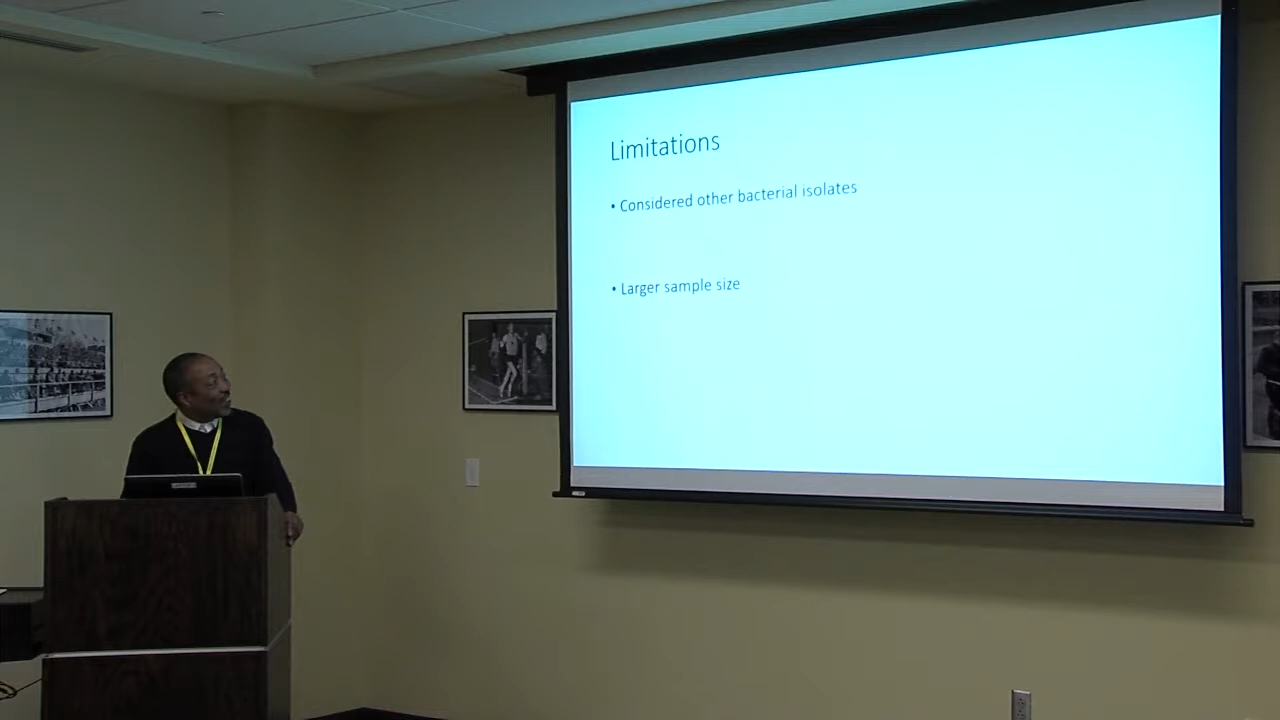 Limitations
• Considered other bacterial isolates
• Larger sample size